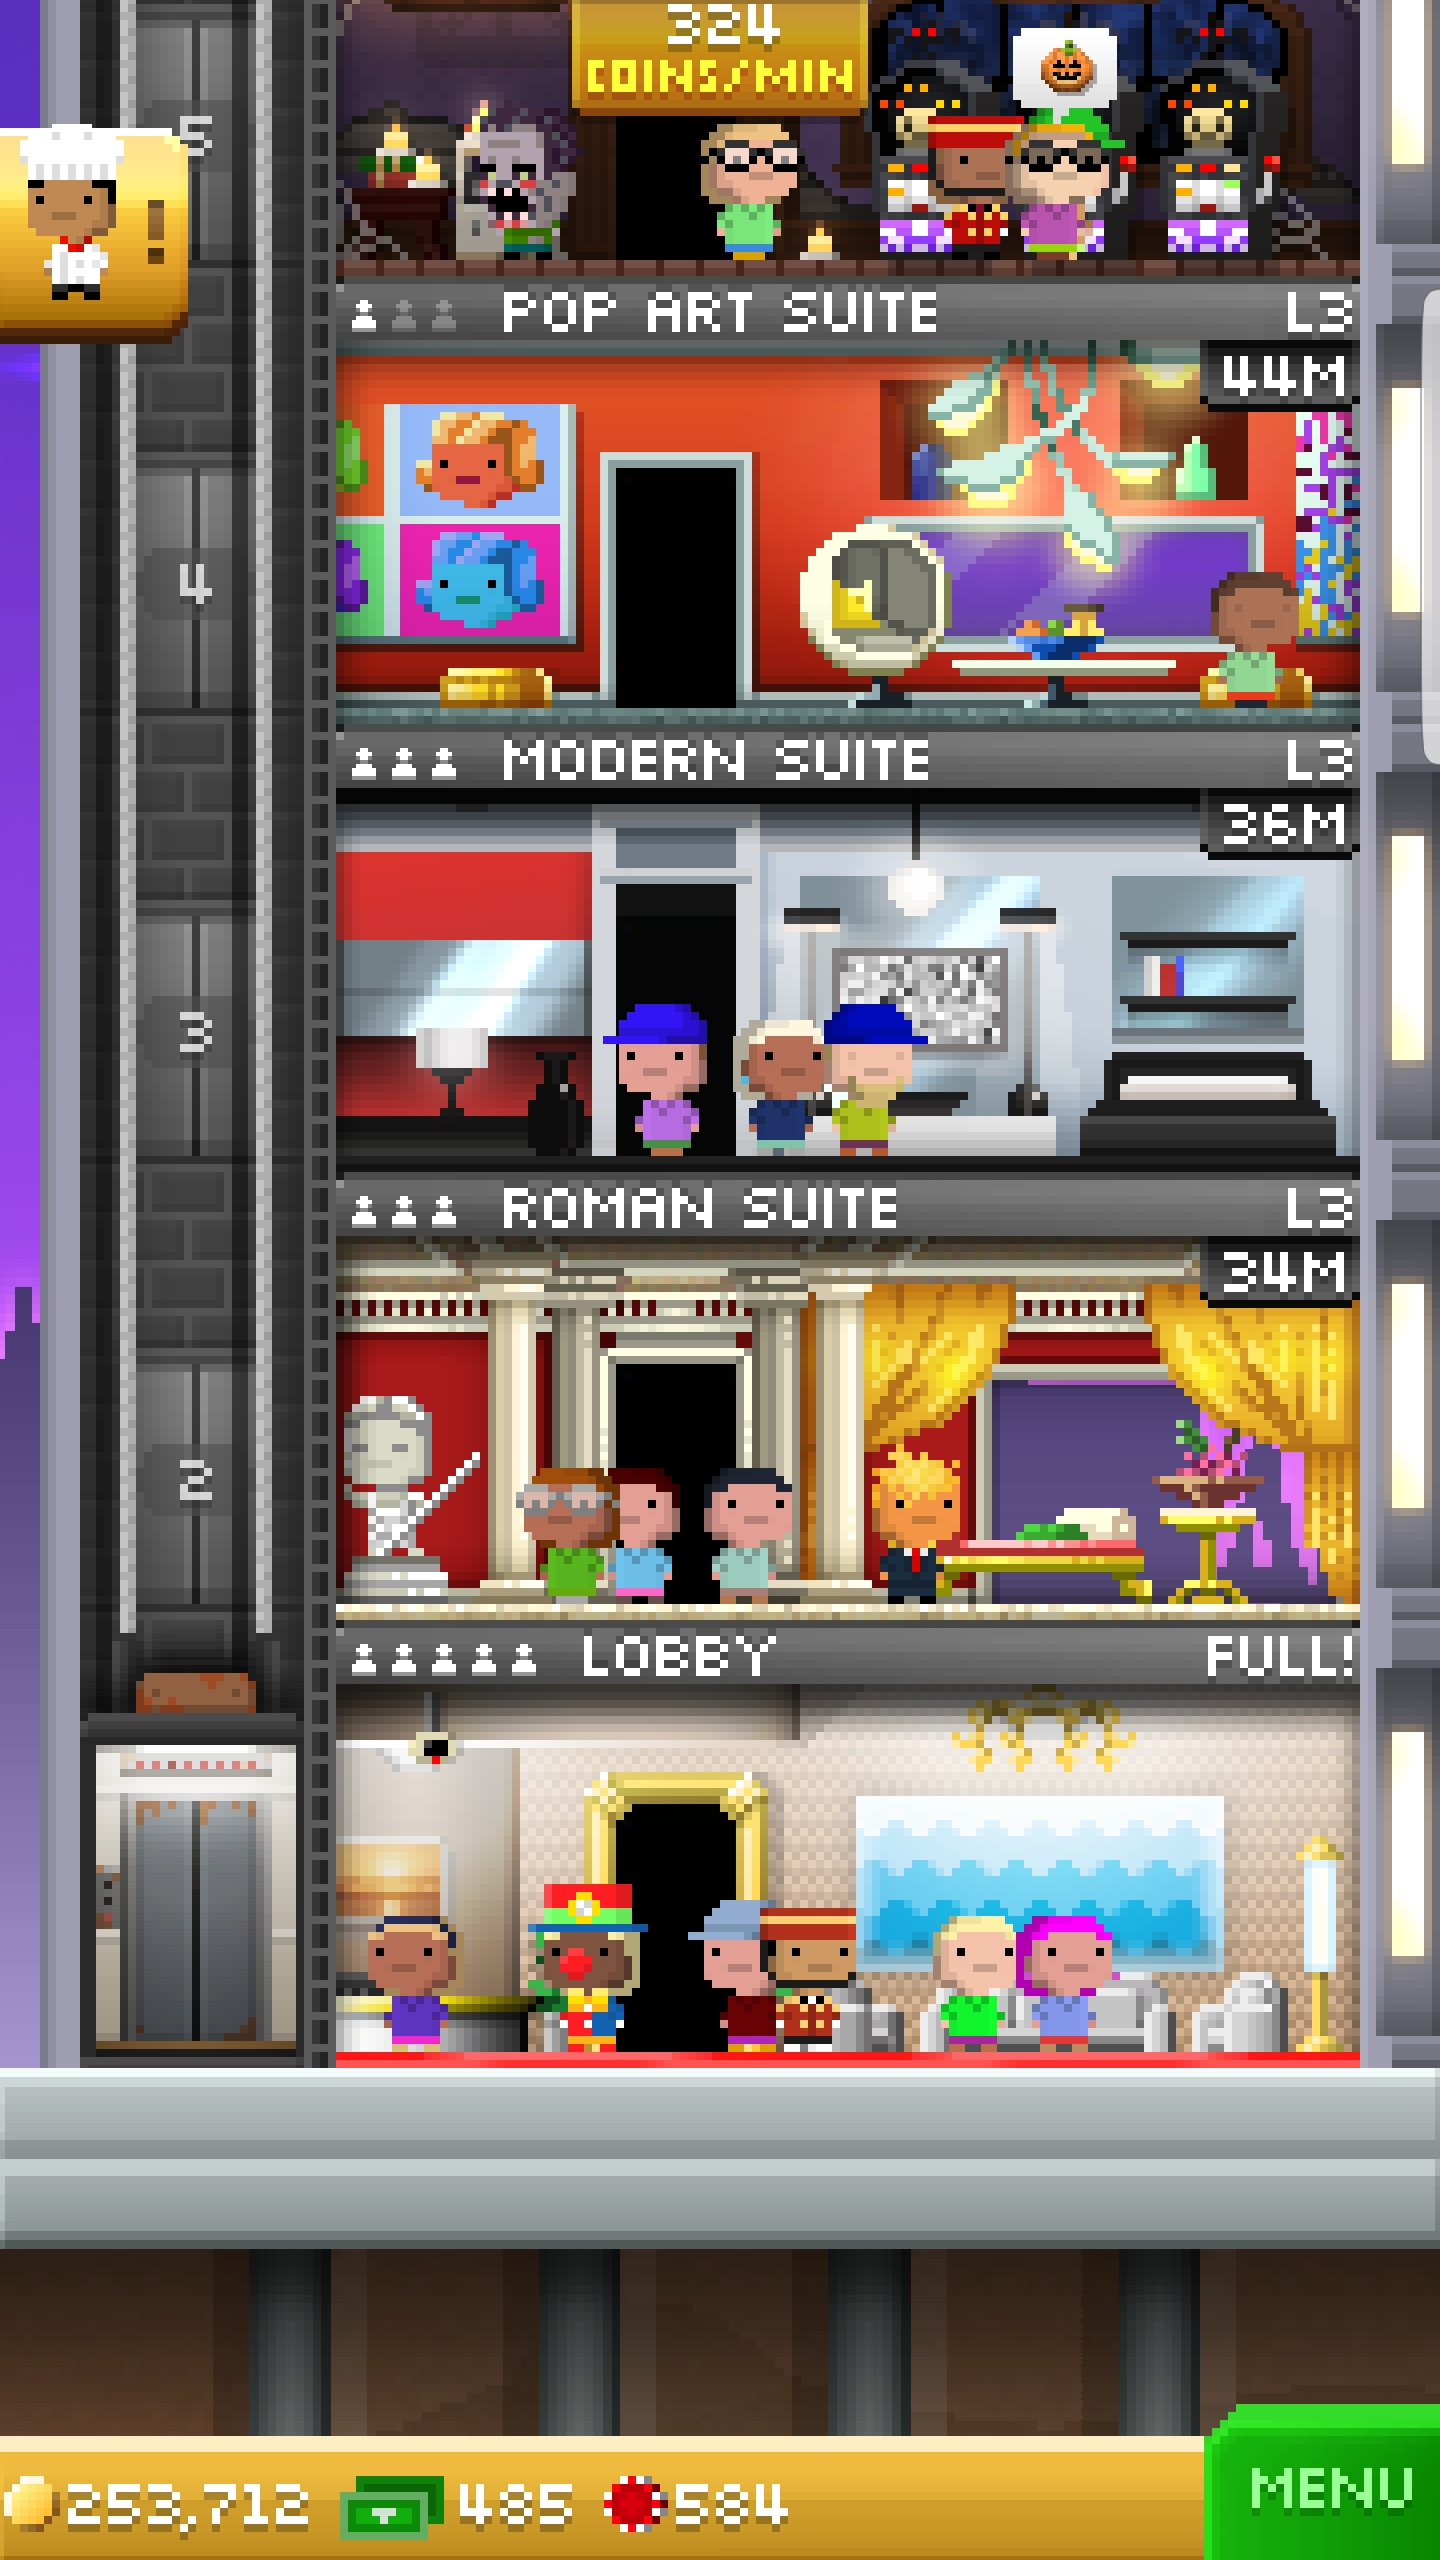 324
COINS/MIN
5
!
POP ART SUITE L3
44M
4
MODERN SUITE L3
36M
3
ROMAN SUITE L3
34M
2
LOBBY FULL!
253,712 485 584
MENU